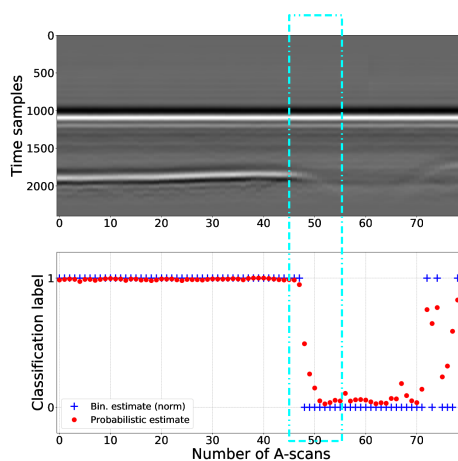 0
500
1000
1500
2000
Time samples
0 10 20 30 40 50 60 70
1
0
Classification label
+ Bin. estimate (norm)
Probabilistic estimate
0 10 20 30 40 50 60 70
Number of A-scans